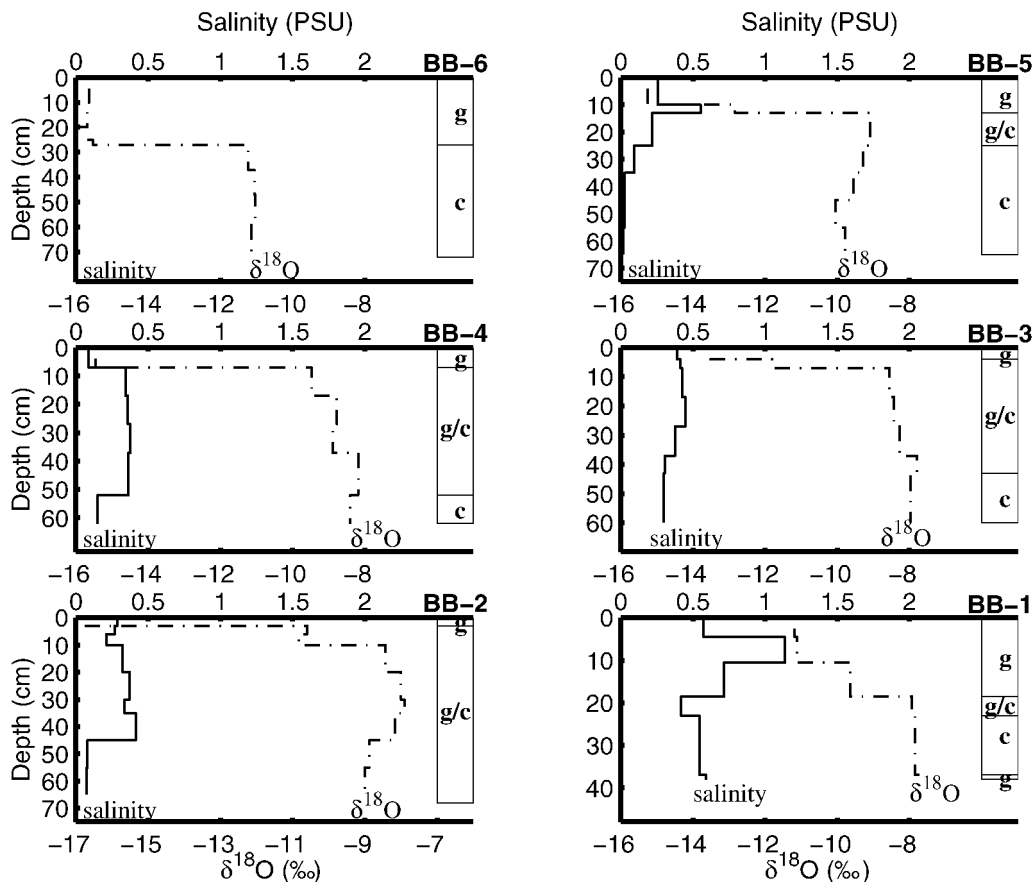 Salinity (PSU)
Salinity (PSU)
0 0.5 1 1.5 2 BB−6
0 0.5 1 1.5 2 BB−5
Depth (cm)
0
10
20
30
40
50
60
70
g
c
salinity
δ18O
0
10
20
30
40
50
60
70
g
g/c
c
δ18O
−16 −14 −12 −10 −8
−16 −14 −12 −10 −8
0 0.5 1 1.5 2 BB−4
0 0.5 1 1.5 2 BB−3
Depth (cm)
0
10
20
30
40
50
60
g
g/c
c
salinity
δ18O
0
10
20
30
40
50
60
g
g/c
c
salinity
δ18O
−16 −14 −12 −10 −8
−16 −14 −12 −10 −8
0 0.5 1 1.5 2 BB−2
0 0.5 1 1.5 2 BB−1
Depth (cm)
0
10
20
30
40
50
60
70
g
g/c
salinity
δ18O
0
10
20
30
40
g
g/c
c
g
salinity
δ18O
−17 −15 −13 −11 −9 −7
−16 −14 −12 −10 −8
δ18O (‰)
δ18O (‰)